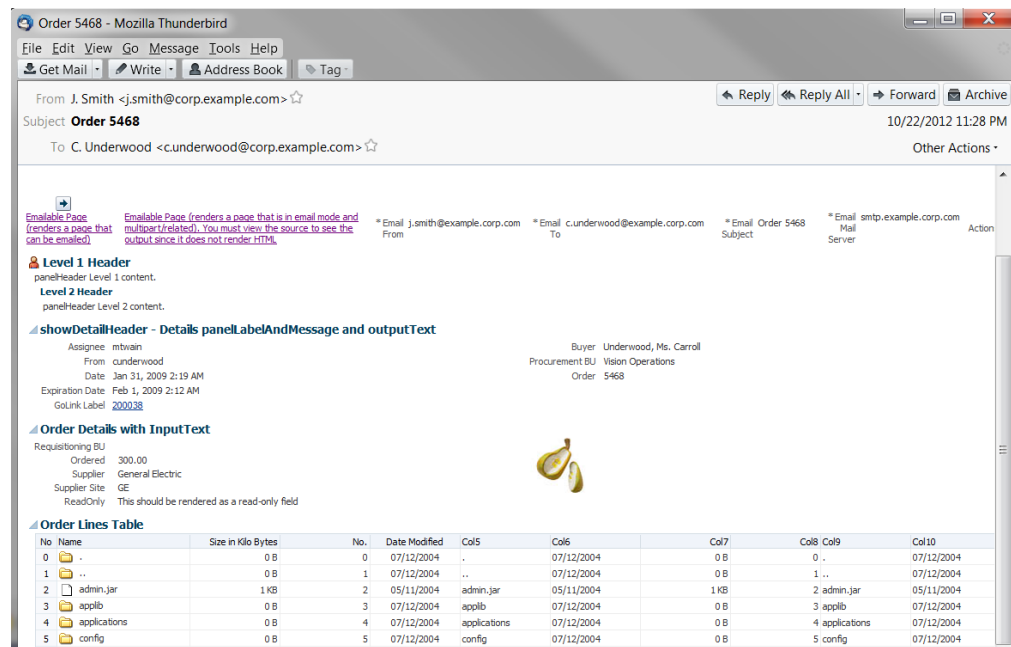 Order 5468 - Mozilla Thunderbird
File Edit View Go Message Tools Help
Get Mail Write Address Book Tag
From J. Smith <j.smith@corp.example.com> Reply Reply All Forward Archive
Subject Order 5468 10/22/2012 11:28 PM
To C. Underwood <c.underwood@corp.example.com> Other Actions
Emailable Page (renders a page that can be emailed)
Emailable Page (renders a page that is in email mode and multipart/related). You must view the source to see the output since it does not render HTML
* Email From j.smith@example.corp.com
* Email To c.underwood@example.corp.com
* Email Subject Order 5468
* Email Mail Server smtp.example.corp.com
Action
Level 1 Header
panelHeader Level 1 content.
Level 2 Header
panelHeader Level 2 content.
showDetailHeader - Details panelLabelAndMessage and outputText
Assignee mtwain Buyer Underwood, Ms. Carroll
From cunderwood Procurement BU Vision Operations
Date Jan 31, 2009 2:19 AM Order 5468
Expiration Date Feb 1, 2009 2:12 AM
GoLink Label 200038
Order Details with InputText
Requisitioning BU
Ordered 300.00
Supplier General Electric
Supplier Site GE
ReadOnly This should be rendered as a read-only field
Order Lines Table
No Name Size in Kilo Bytes No. Date Modified Col5 Col6 Col7 Col8 Col9 Col10
0 . 0 B 0 07/12/2004 . 07/12/2004 0 B 0 . 07/12/2004
1 .. 0 B 1 07/12/2004 .. 07/12/2004 0 B 1 .. 07/12/2004
2 admin.jar 1 KB 2 05/11/2004 admin.jar 05/11/2004 1 KB 2 admin.jar 05/11/2004
3 applib 0 B 3 07/12/2004 applib 07/12/2004 0 B 3 applib 07/12/2004
4 applications 0 B 4 07/12/2004 applications 07/12/2004 0 B 4 applications 07/12/2004
5 config 0 B 5 07/12/2004 config 07/12/2004 0 B 5 config 07/12/2004